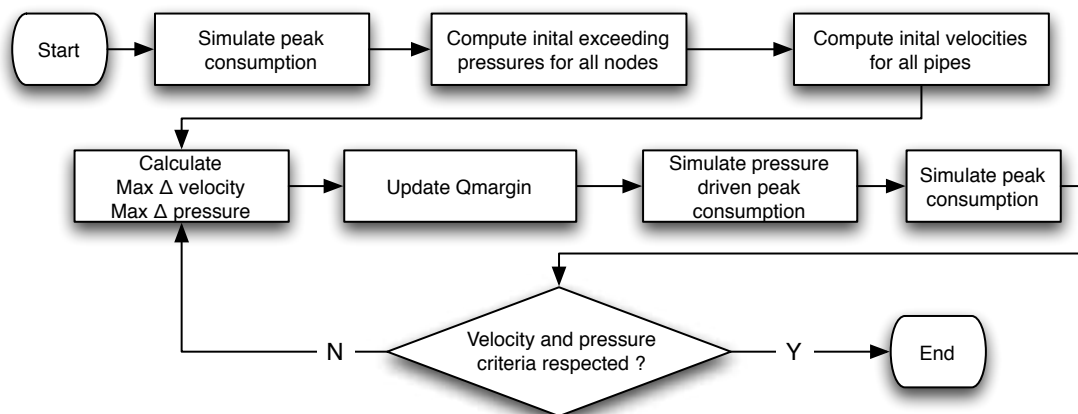 Start
Simulate peak
consumption
Compute inital exceeding
pressures for all nodes
Compute inital velocities
for all pipes
Calculate
Max Δ velocity
Max Δ pressure
Update Qmargin
Simulate pressure
driven peak
consumption
Simulate peak
consumption
Velocity and pressure
criteria respected ?
N
Y
End